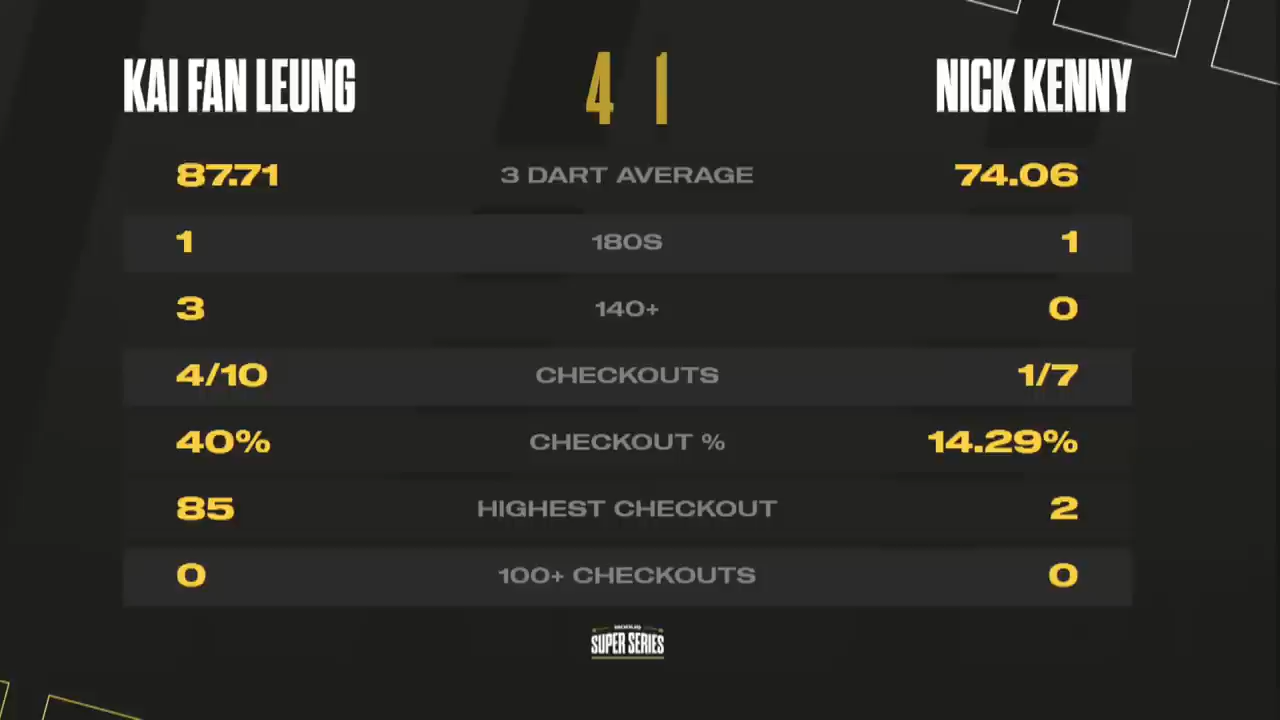 KAI FAN LEUNG 4 1 NICK KENNY
87.71 3 DART AVERAGE 74.06
1 180S 1
3 140+ 0
4/10 CHECKOUTS 1/7
40% CHECKOUT % 14.29%
85 HIGHEST CHECKOUT 2
0 100+ CHECKOUTS 0
MODUS
SUPER SERIES